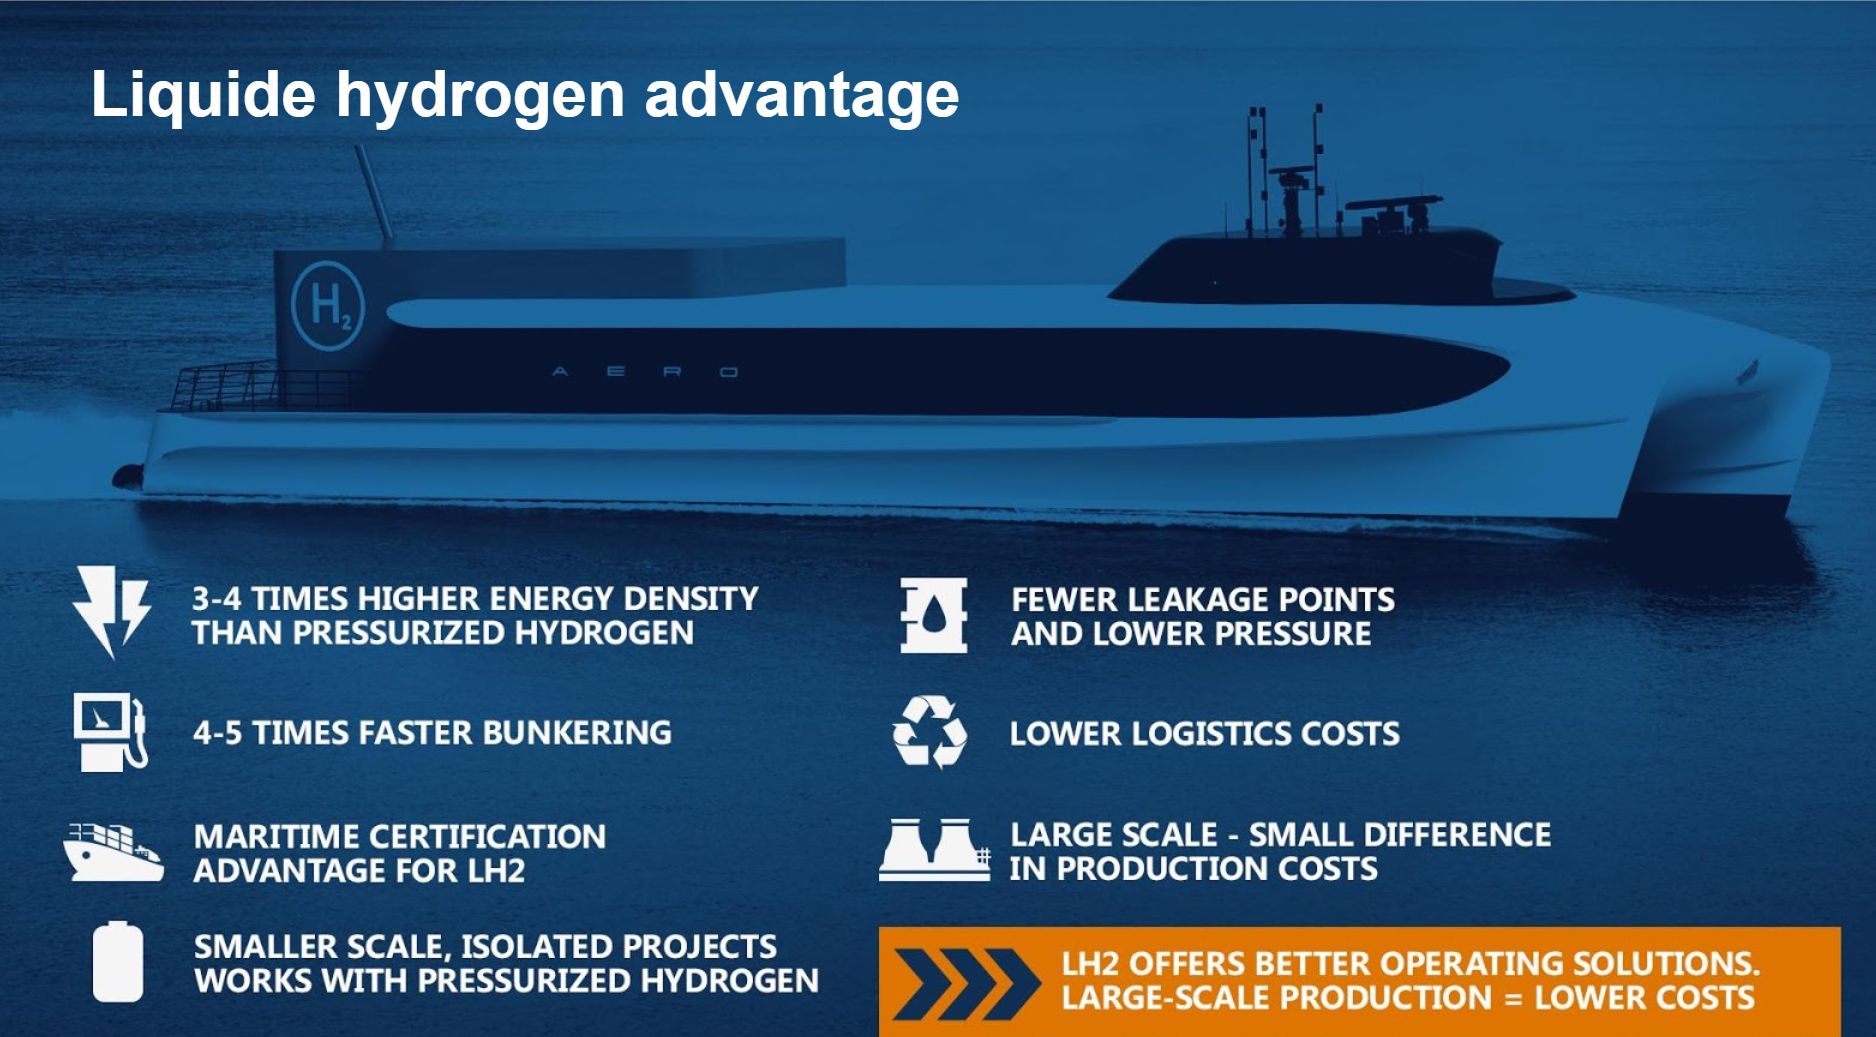 Liquide hydrogen advantage
H2
AERO
3-4 TIMES HIGHER ENERGY DENSITY
THAN PRESSURIZED HYDROGEN
4-5 TIMES FASTER BUNKERING
MARITIME CERTIFICATION
ADVANTAGE FOR LH2
SMALLER SCALE, ISOLATED PROJECTS
WORKS WITH PRESSURIZED HYDROGEN
FEWER LEAKAGE POINTS
AND LOWER PRESSURE
LOWER LOGISTICS COSTS
LARGE SCALE - SMALL DIFFERENCE
IN PRODUCTION COSTS
LH2 OFFERS BETTER OPERATING SOLUTIONS.
LARGE-SCALE PRODUCTION = LOWER COSTS